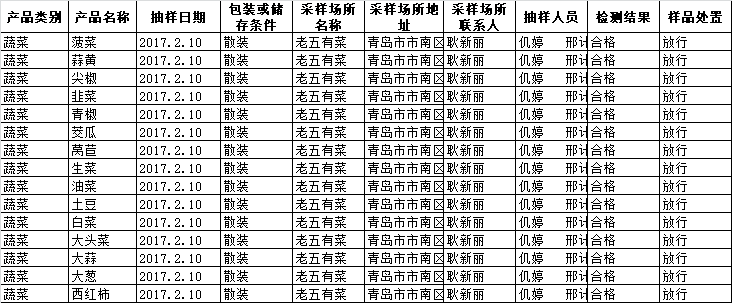 产品类别 产品名称 抽样日期 包装或储存条件 采样场所名称 采样场所地址 采样场所联系人 抽样人员 检测结果 样品处置
蔬菜 菠菜 2017.2.10 散装 老五有菜 青岛市市南区 耿新丽 仉婷 邢 合格 放行
蔬菜 蒜黄 2017.2.10 散装 老五有菜 青岛市市南区 耿新丽 仉婷 邢 合格 放行
蔬菜 尖椒 2017.2.10 散装 老五有菜 青岛市市南区 耿新丽 仉婷 邢 合格 放行
蔬菜 韭菜 2017.2.10 散装 老五有菜 青岛市市南区 耿新丽 仉婷 邢 合格 放行
蔬菜 青椒 2017.2.10 散装 老五有菜 青岛市市南区 耿新丽 仉婷 邢 合格 放行
蔬菜 茭瓜 2017.2.10 散装 老五有菜 青岛市市南区 耿新丽 仉婷 邢 合格 放行
蔬菜 莴苣 2017.2.10 散装 老五有菜 青岛市市南区 耿新丽 仉婷 邢 合格 放行
蔬菜 生菜 2017.2.10 散装 老五有菜 青岛市市南区 耿新丽 仉婷 邢 合格 放行
蔬菜 油菜 2017.2.10 散装 老五有菜 青岛市市南区 耿新丽 仉婷 邢 合格 放行
蔬菜 土豆 2017.2.10 散装 老五有菜 青岛市市南区 耿新丽 仉婷 邢 合格 放行
蔬菜 白菜 2017.2.10 散装 老五有菜 青岛市市南区 耿新丽 仉婷 邢 合格 放行
蔬菜 大头菜 2017.2.10 散装 老五有菜 青岛市市南区 耿新丽 仉婷 邢 合格 放行
蔬菜 大蒜 2017.2.10 散装 老五有菜 青岛市市南区 耿新丽 仉婷 邢 合格 放行
蔬菜 大葱 2017.2.10 散装 老五有菜 青岛市市南区 耿新丽 仉婷 邢 合格 放行
蔬菜 西红柿 2017.2.10 散装 老五有菜 青岛市市南区 耿新丽 仉婷 邢 合格 放行